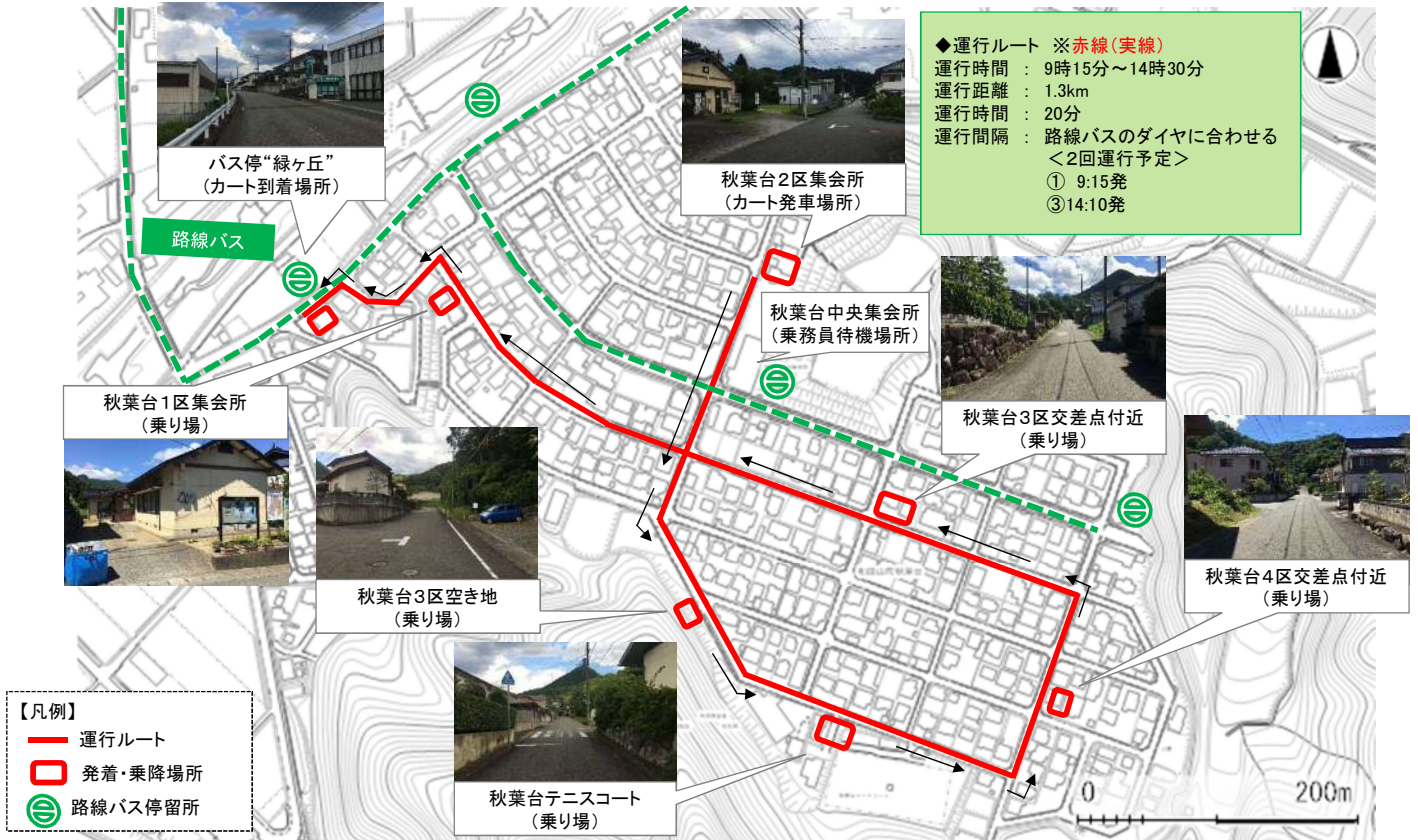 ◆運行ルート ※赤線(実線)
運行時間 : 9時15分～14時30分
運行距離 : 1.3km
運行時間 : 20分
運行間隔 : 路線バスのダイヤに合わせる
＜2回運行予定＞
① 9:15発
③14:10発
バス停“緑ヶ丘”
(カート到着場所)
秋葉台2区集会所
(カート発車場所)
路線バス
秋葉台中央集会所
(乗務員待機場所)
秋葉台1区集会所
(乗り場)
秋葉台3区交差点付近
(乗り場)
秋葉台4区交差点付近
(乗り場)
秋葉台3区空き地
(乗り場)
秋葉台テニスコート
(乗り場)
【凡例】
運行ルート
発着・乗降場所
路線バス停留所
0 200m